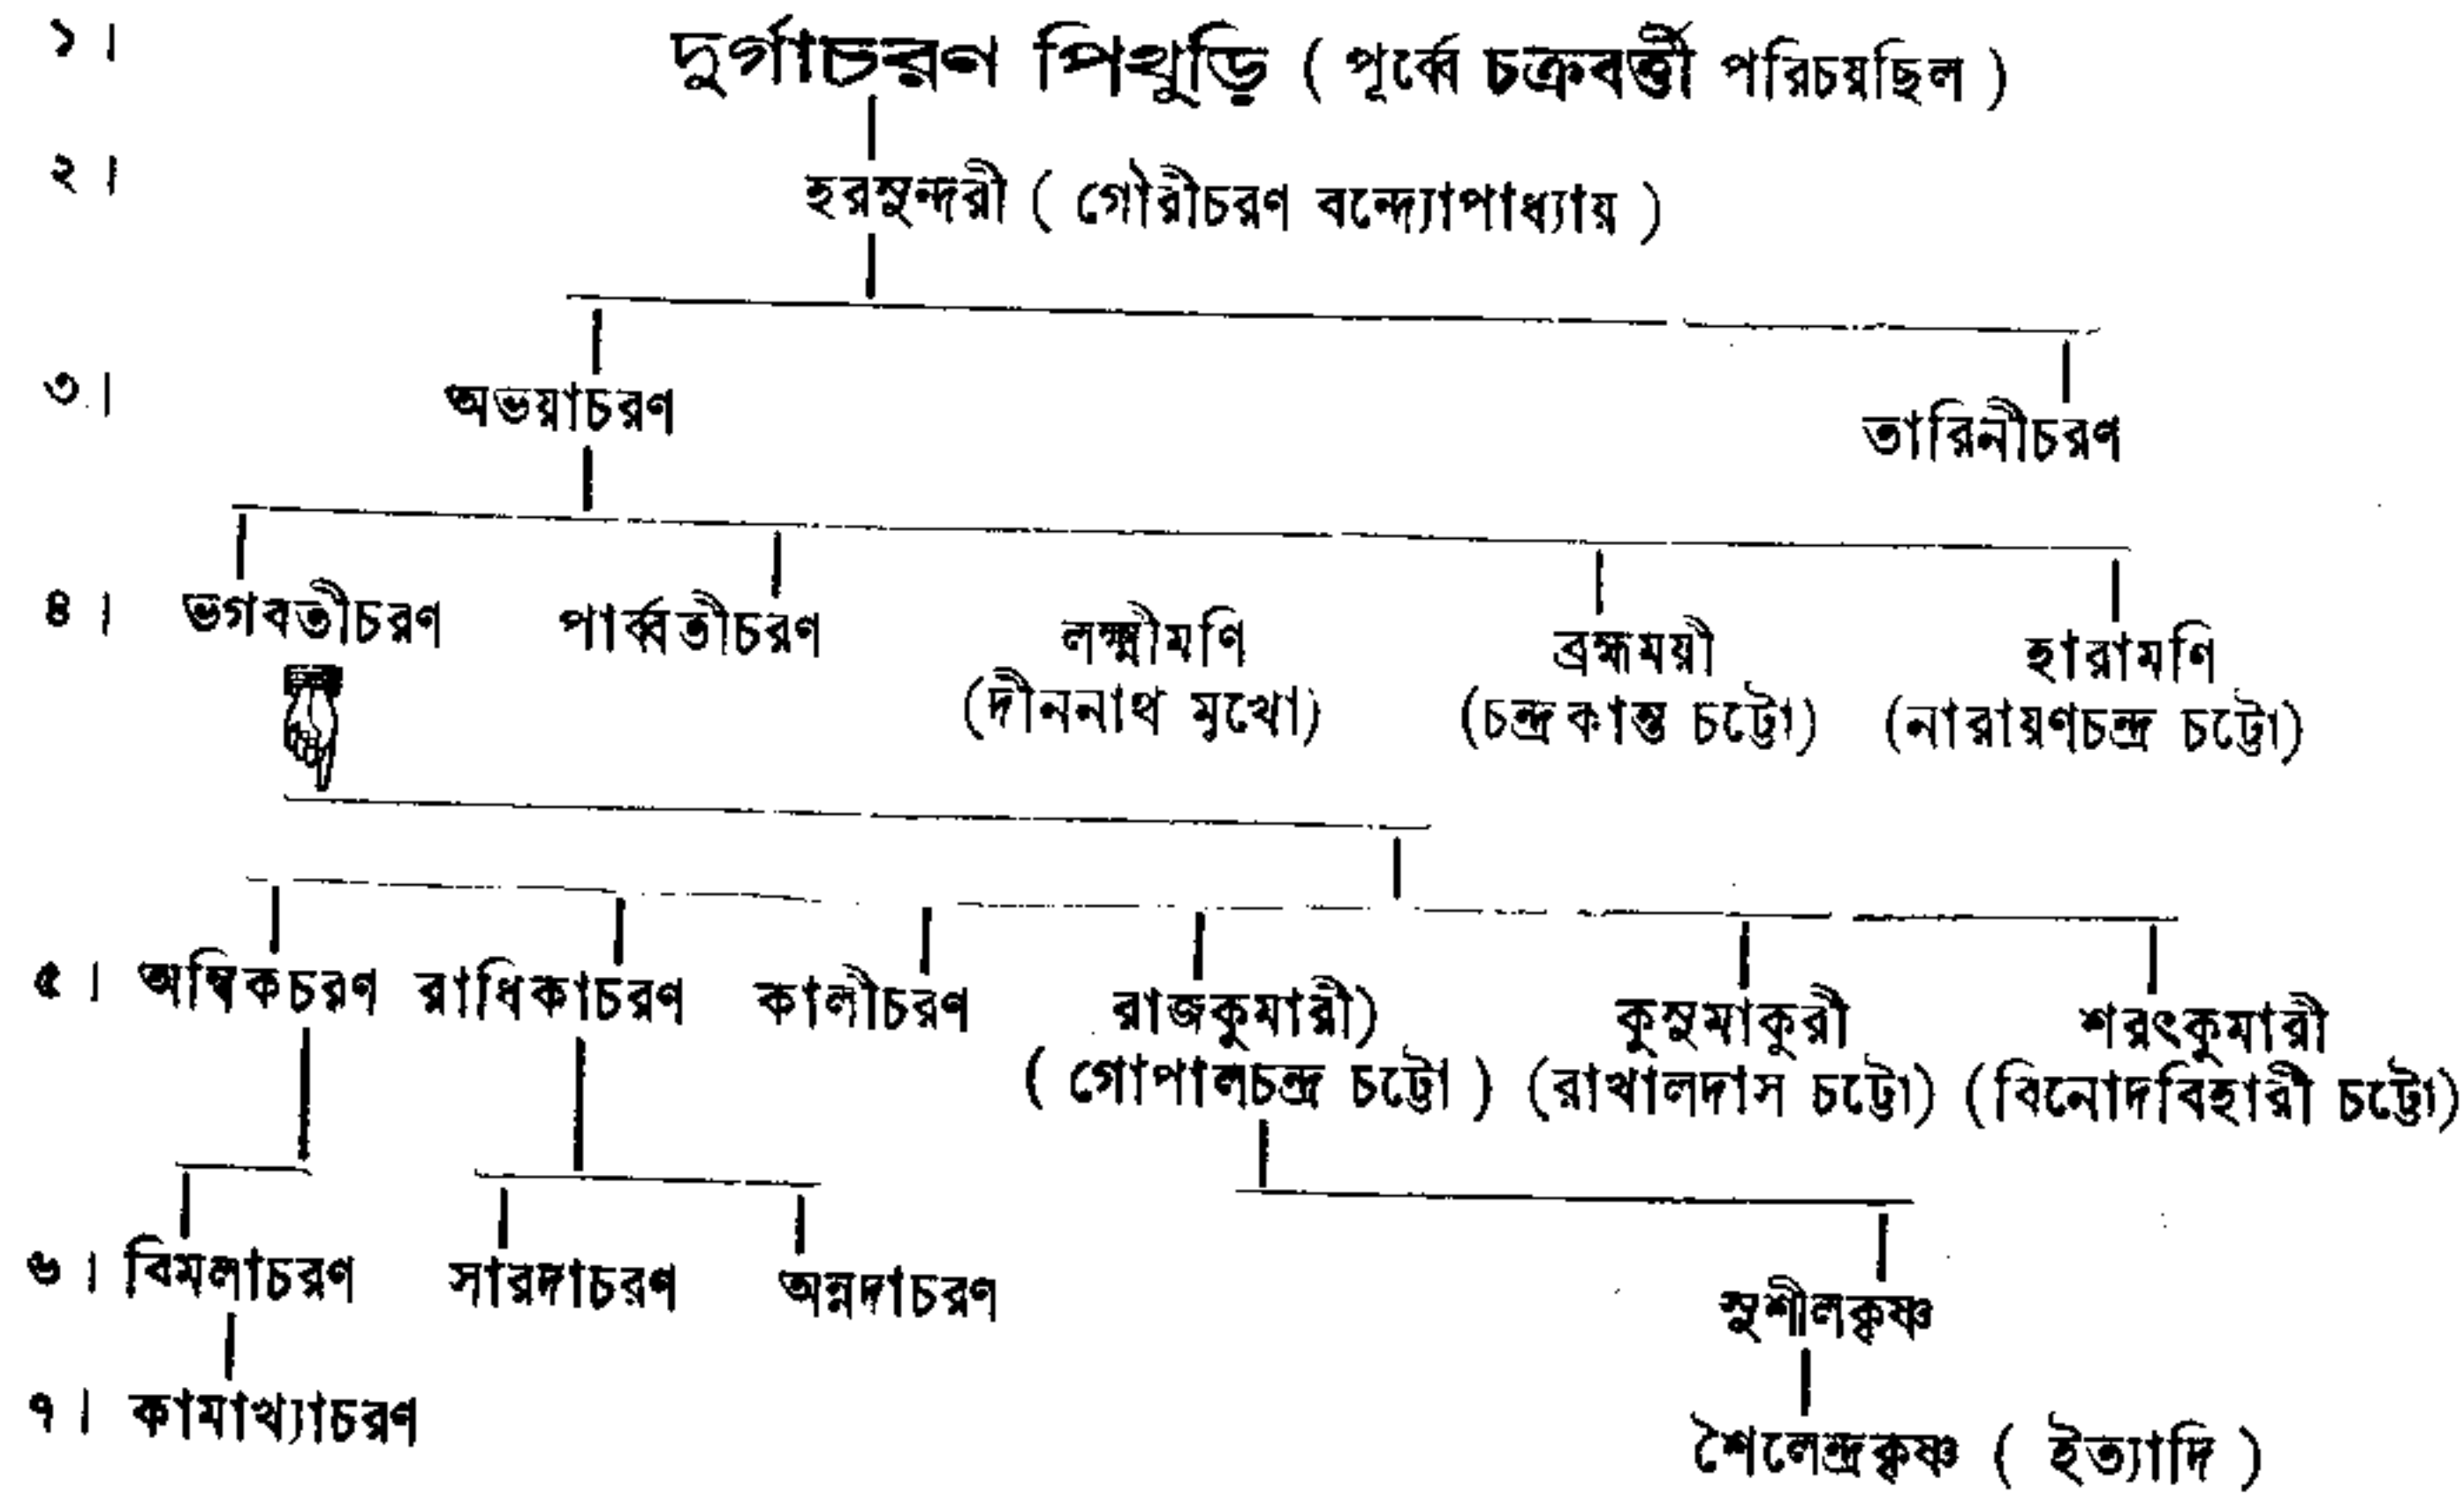 ১। দুর্গাচরণ পিথুড়ি ( পূর্ব্বে চক্রবর্ত্তী পরিচয়ছিল )
২। হরসুন্দরী ( গৌরীচরণ বন্দ্যোপাধ্যায় )
৩। অভয়াচরণ তারিনীচরণ
৪। ভগবতীচরণ পার্ব্বতীচরণ লক্ষ্মীমণি ব্রহ্মময়ী হারামণি
(দীননাথ মুখো) (চন্দ্রকান্ত চট্টো) (নারায়ণচন্দ্র চট্টো)
৫। অম্বিকচরণ রাধিকাচরণ কালীচরণ রাজকুমারী) কুসুমাকুরী শরৎকুমারী
( গোপালচন্দ্র চট্টো ) (রাখালদাস চট্টো) (বিনোদবিহারী চট্টো)
৬। বিমলাচরণ সারদাচরণ অন্নদাচরণ সুশীলকৃষ্ণ
৭। কামাখ্যাচরণ শৈলেন্দ্রকৃষ্ণ ( ইত্যাদি )